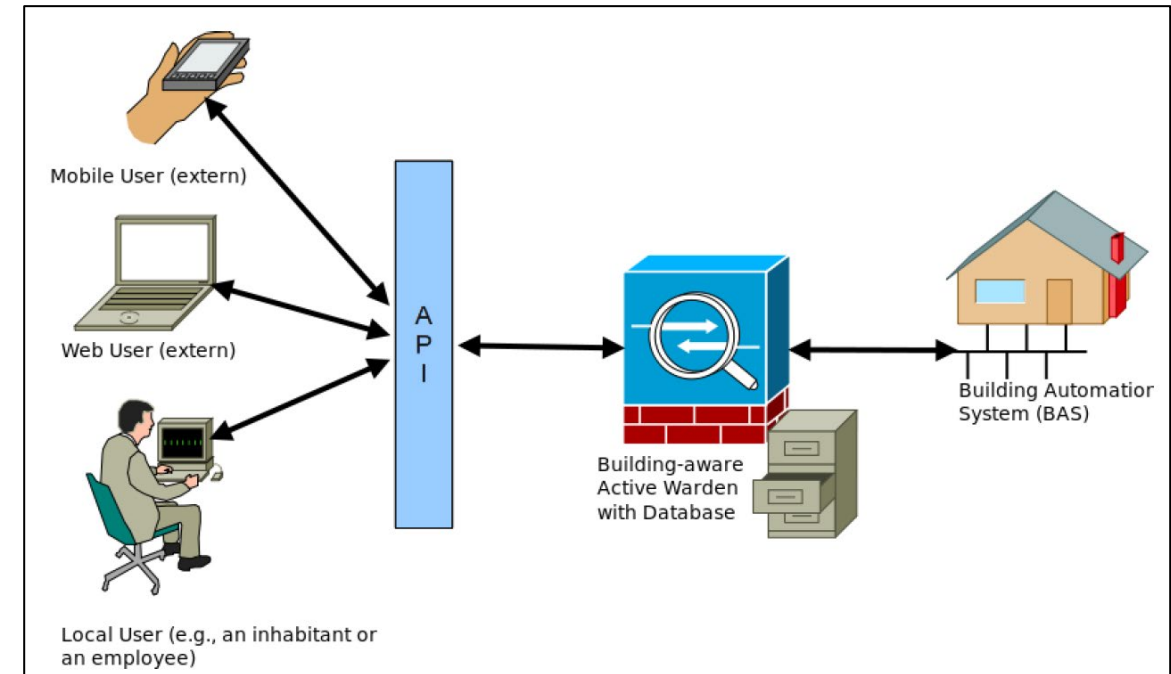 Mobile User (extern)
Web User (extern)
Local User (e.g., an inhabitant or
an employee)
A
P
I
Building-aware
Active Warden
with Database
Building Automatior
System (BAS)